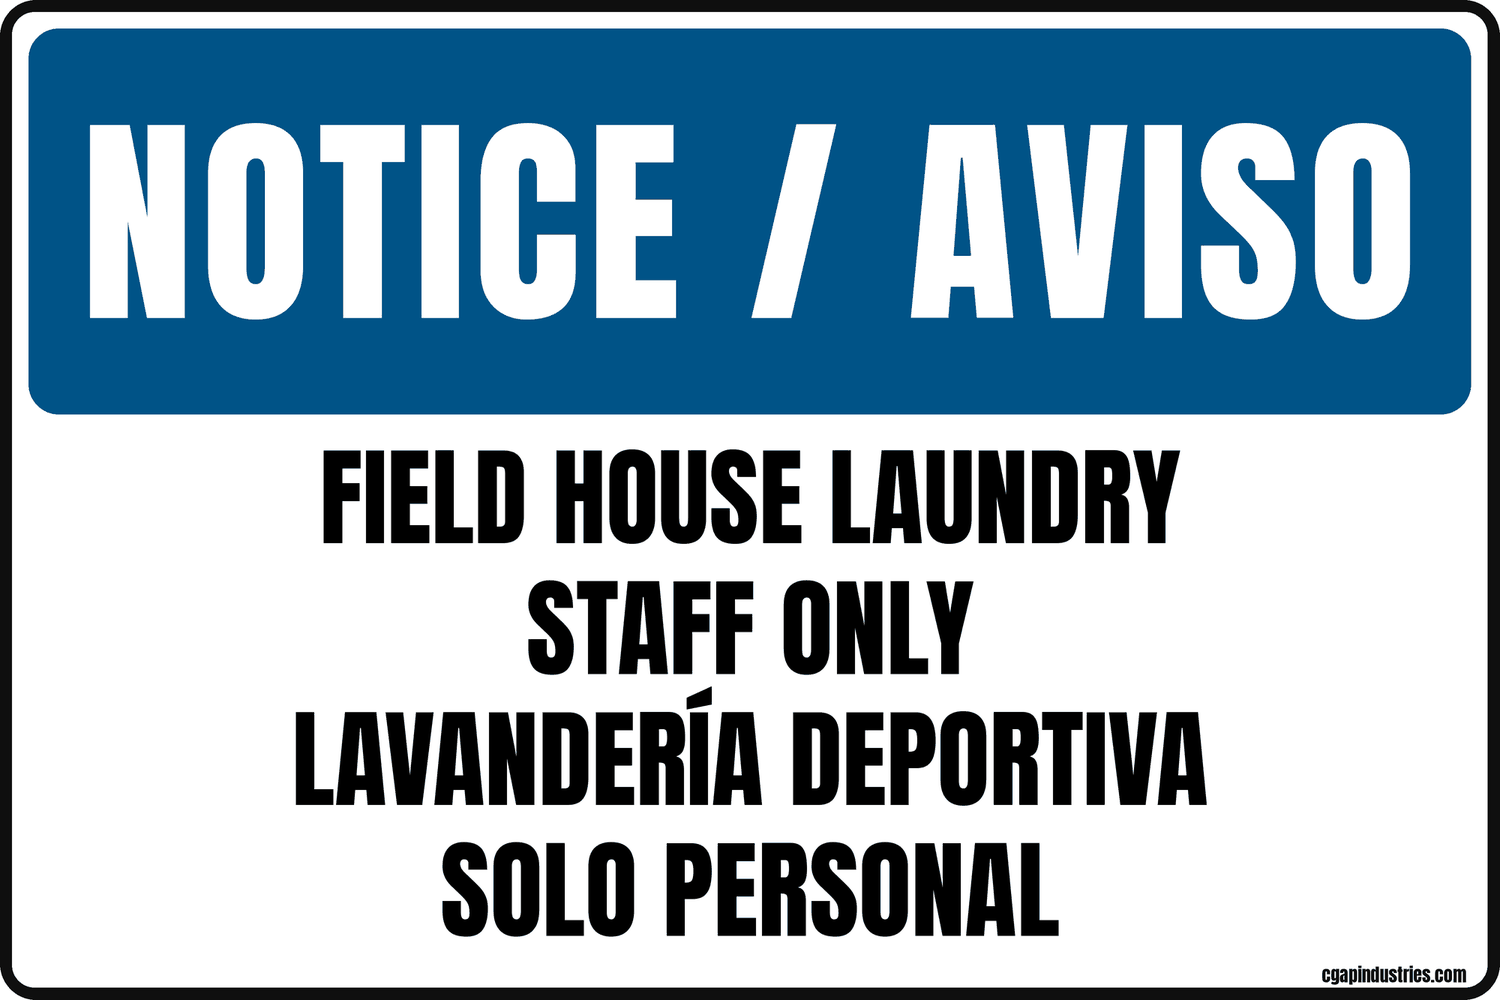 NOTICE / AVISO
FIELD HOUSE LAUNDRY
STAFF ONLY
LAVANDERÍA DEPORTIVA
SOLO PERSONAL
cgapindustries.com